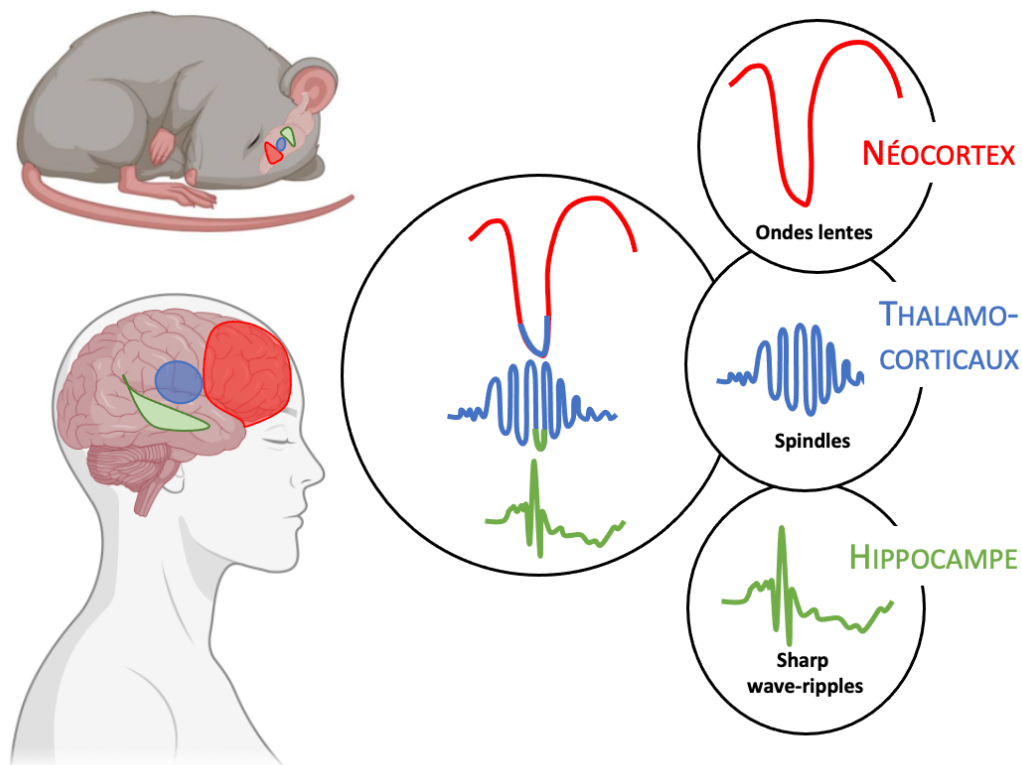 NÉOCORTEX
Ondes lentes
THALAMO-
CORTICAUX
Spindles
HIPPOCAMPE
Sharp
wave-ripples